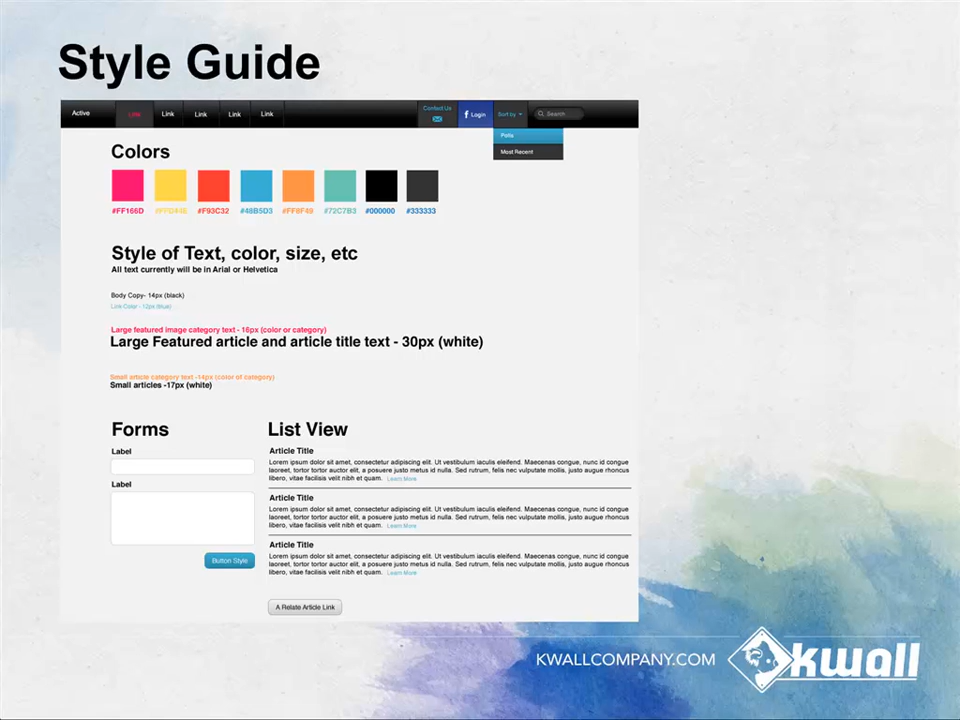 Style Guide
Active Link Link Link Link Link Contact Us Login Sort by Search
Polls
Most Recent
Colors
#FF166D #FFD44E #F93C32 #48B5D3 #FF8F49 #72C7B3 #000000 #333333
Style of Text, color, size, etc
All text currently will be in Arial or Helvetica
Body Copy- 14px (black)
Link Color - 12px (blue)
Large featured image category text - 16px (color or category)
Large Featured article and article title text - 30px (white)
Small article category text -14px (color of category)
Small articles -17px (white)
Forms
Label
Label
Button Style
List View
Article Title
Lorem ipsum dolor sit amet, consectetur adipiscing elit. Ut vestibulum iaculis eleifend. Maecenas congue, nunc id congue
laoreet, tortor tortor auctor elit, a posuere justo metus id nulla. Sed rutrum, felis nec vulputate mollis, justo augue rhoncus
libero, vitae facilisis velit nibh et quam. Learn More
Article Title
Lorem ipsum dolor sit amet, consectetur adipiscing elit. Ut vestibulum iaculis eleifend. Maecenas congue, nunc id congue
laoreet, tortor tortor auctor elit, a posuere justo metus id nulla. Sed rutrum, felis nec vulputate mollis, justo augue rhoncus
libero, vitae facilisis velit nibh et quam. Learn More
Article Title
Lorem ipsum dolor sit amet, consectetur adipiscing elit. Ut vestibulum iaculis eleifend. Maecenas congue, nunc id congue
laoreet, tortor tortor auctor elit, a posuere justo metus id nulla. Sed rutrum, felis nec vulputate mollis, justo augue rhoncus
libero, vitae facilisis velit nibh et quam. Learn More
A Relate Article Link
KWALLCOMPANY.COM kwall